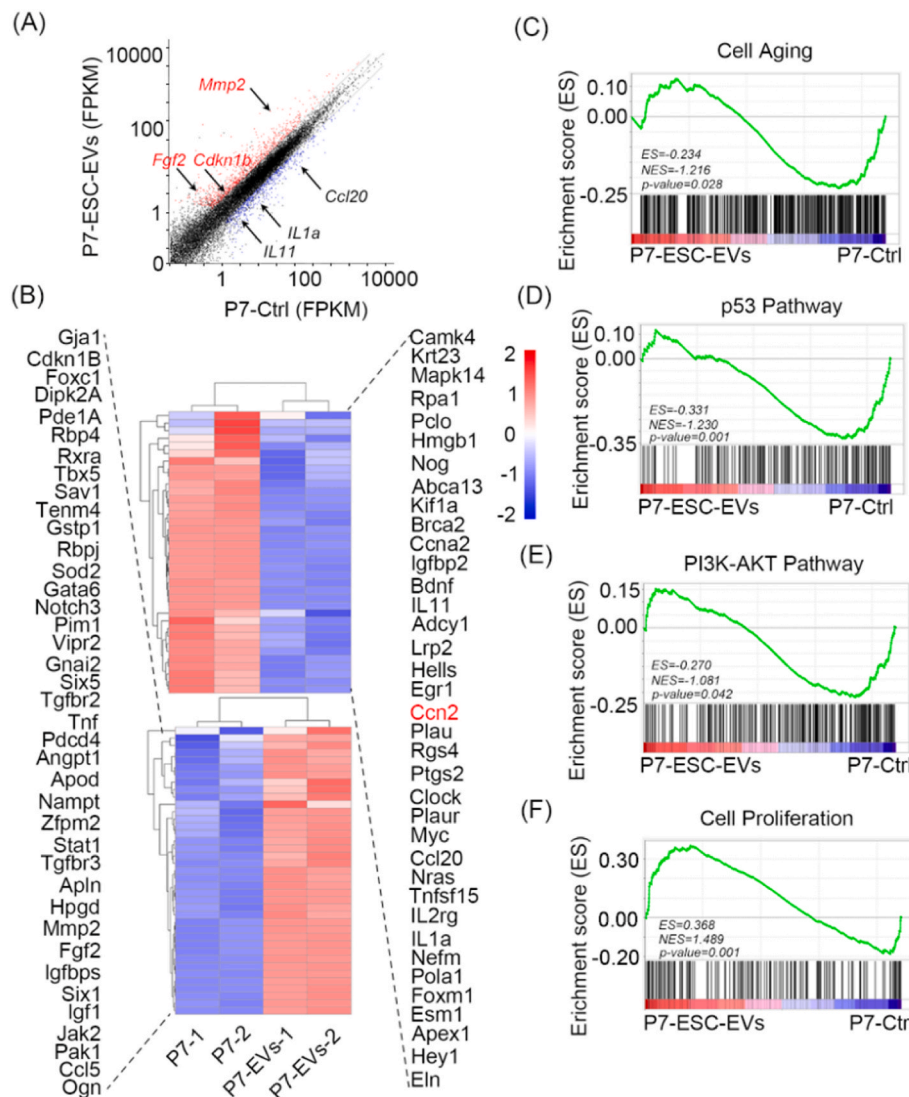 (A)
10000
100
1
0
P7-ESC-EVs (FPKM)
Mmp2
Fgf2
Cdkn1b
Ccl20
IL1a
IL11
1
100
10000
P7-Ctrl (FPKM)
(B)
Gja1
Cdkn1B
Foxc1
Dipk2A
Pde1A
Rbp4
Rxra
Tbx5
Sav1
Tenm4
Gstp1
Rbpj
Sod2
Gata6
Notch3
Pim1
Vipr2
Gnai2
Six5
Tgfbr2
Tnf
Pdcd4
Angpt1
Apod
Nampt
Zfpm2
Stat1
Tgfbr3
Apln
Hpgd
Mmp2
Fgf2
Igfbps
Six1
Igf1
Jak2
Pak1
Ccl5
Ogn
P7-1
P7-2
P7-EVs-1
P7-EVs-2
Camk4
Krt23
Mapk14
Rpa1
Pclo
Hmgb1
Nog
Abca13
Kif1a
Brca2
Ccna2
Igfbp2
Bdnf
IL11
Adcy1
Lrp2
Hells
Egr1
Ccn2
Plau
Rgs4
Ptgs2
Clock
Plaur
Myc
Ccl20
Nras
Tnfsf15
IL2rg
IL1a
Nefm
Pola1
Foxm1
Esm1
Apex1
Hey1
Eln
2
1
0
-1
-2
(C)
Cell Aging
Erichment score (ES)
0.10
0.00
-0.25
ES=-0.234
NES=-1.216
p-value=0.028
P7-ESC-EVs
P7-Ctrl
(D)
p53 Pathway
Erichment score (ES)
0.10
0.00
-0.35
ES=-0.331
NES=-1.230
p-value=0.001
P7-ESC-EVs
P7-Ctrl
(E)
PI3K-AKT Pathway
Erichment score (ES)
0.15
0.00
-0.25
ES=-0.270
NES=-1.081
p-value=0.042
P7-ESC-EVs
P7-Ctrl
(F)
Cell Proliferation
Erichment score (ES)
0.30
0.00
-0.20
ES=0.368
NES=1.489
p-value=0.001
P7-ESC-EVs
P7-Ctrl